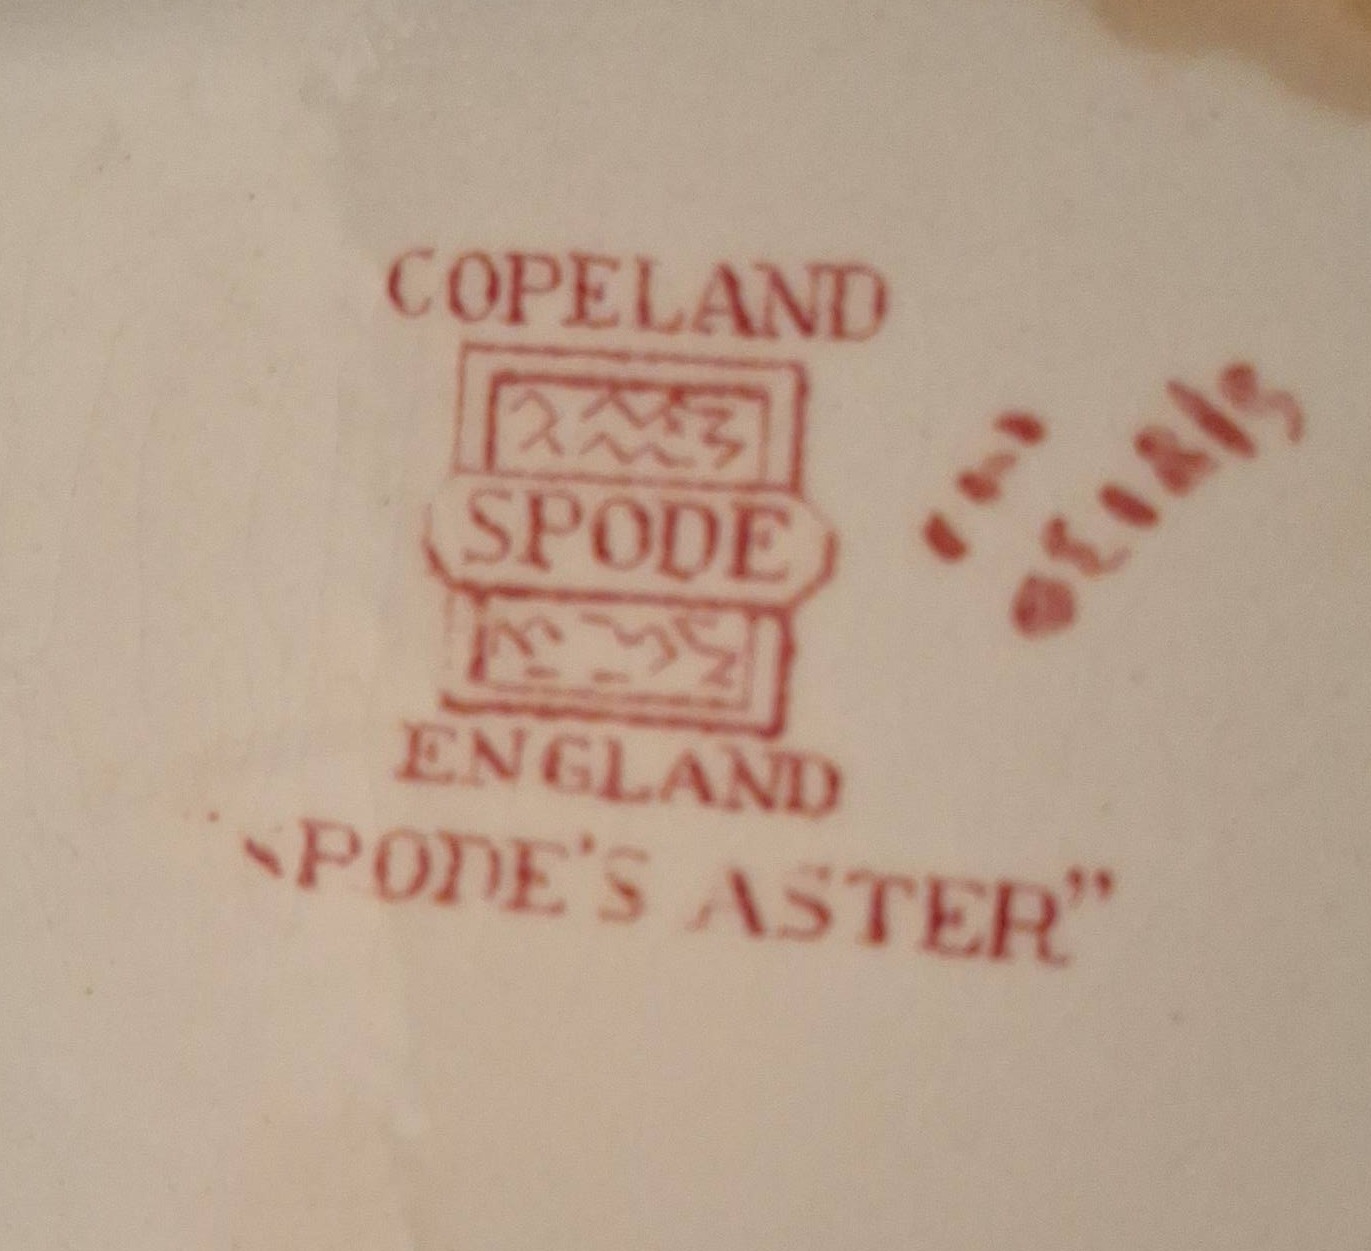 COPELAND
SPODE
ENGLAND
"SPODE'S ASTER"